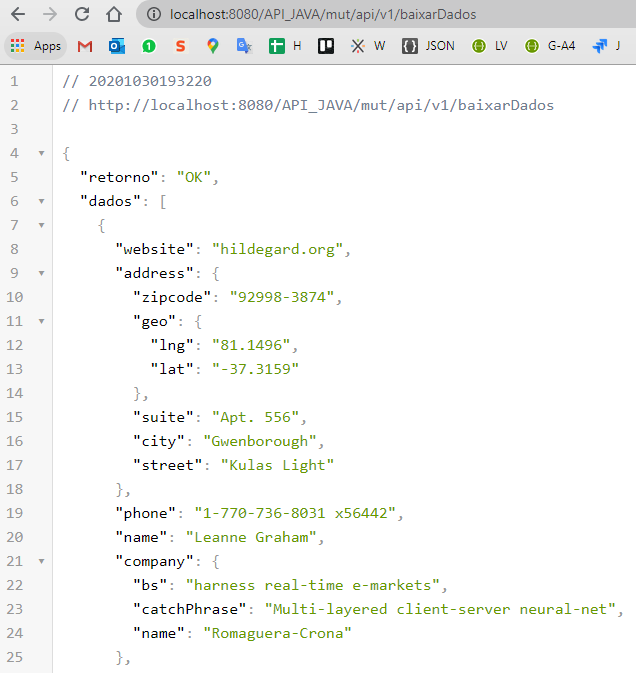 localhost:8080/API_JAVA/mut/api/v1/baixarDados
Apps H W JSON LV G-A4 J
1 // 20201030193220
2 // http://localhost:8080/API_JAVA/mut/api/v1/baixarDados
3
4 {
5 "retorno": "OK",
6 "dados": [
7 {
8 "website": "hildegard.org",
9 "address": {
10 "zipcode": "92998-3874",
11 "geo": {
12 "lng": "81.1496",
13 "lat": "-37.3159"
14 },
15 "suite": "Apt. 556",
16 "city": "Gwenborough",
17 "street": "Kulas Light"
18 },
19 "phone": "1-770-736-8031 x56442",
20 "name": "Leanne Graham",
21 "company": {
22 "bs": "harness real-time e-markets",
23 "catchPhrase": "Multi-layered client-server neural-net",
24 "name": "Romaguera-Crona"
25 },